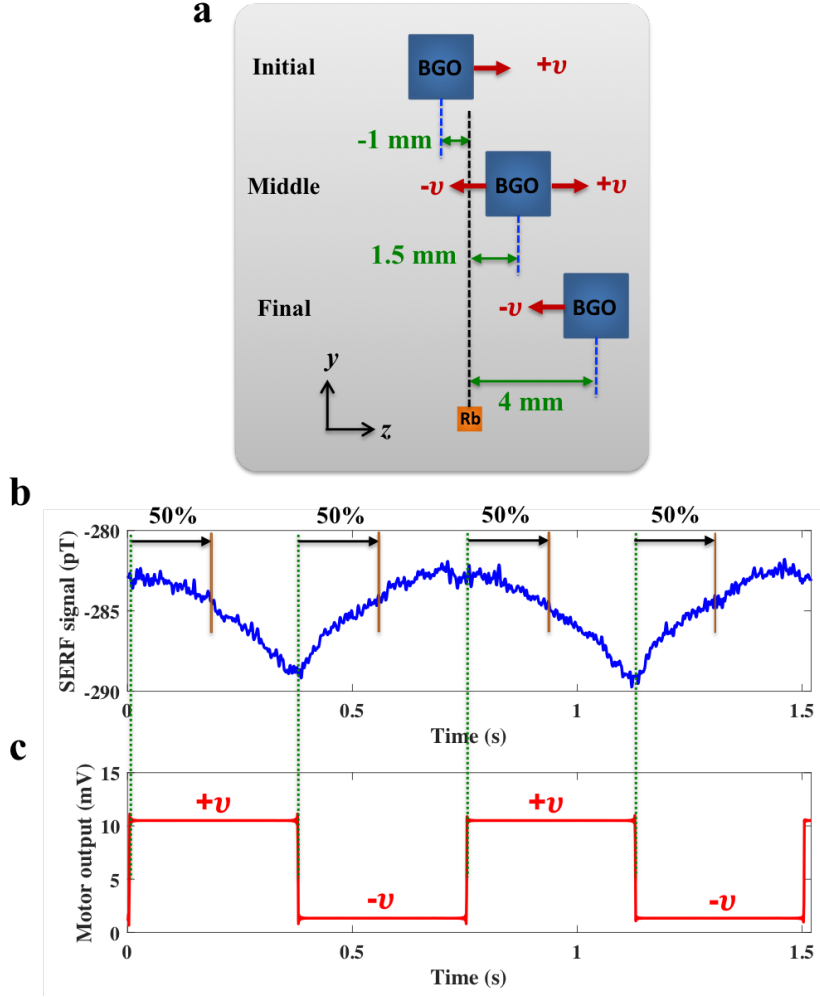 a
Initial
BGO
+υ
-1 mm
Middle
-υ
BGO
+υ
1.5 mm
Final
-υ
BGO
y
z
4 mm
Rb
b
50%
50%
50%
50%
SERF signal (pT)
-280
-285
-290
0
0.5
1
1.5
Time (s)
c
Motor output (mV)
15
10
5
0
+υ
-υ
+υ
-υ
0
0.5
1
1.5
Time (s)